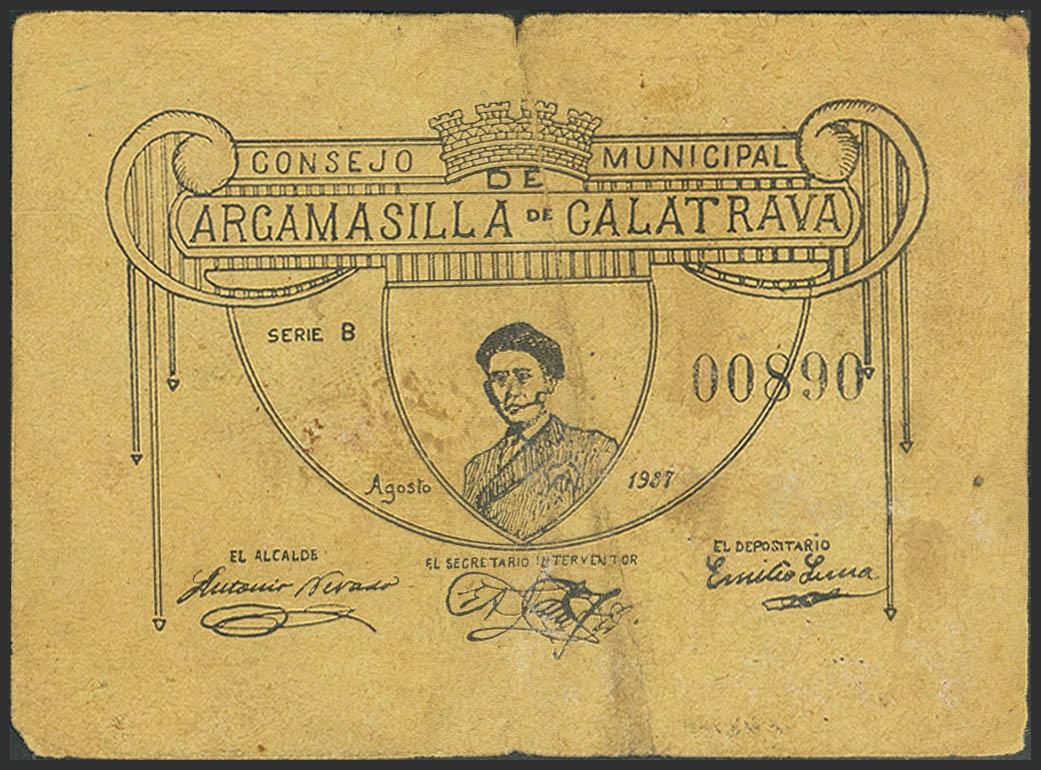 CONSEJO MUNICIPAL
DE
ARGAMASILLA DE CALATRAVA
SERIE B
00890
Agosto 1937
EL ALCALDE
EL SECRETARIO INTERVENTOR
EL DEPOSITARIO
Antonio Nevado
Emilio Luna